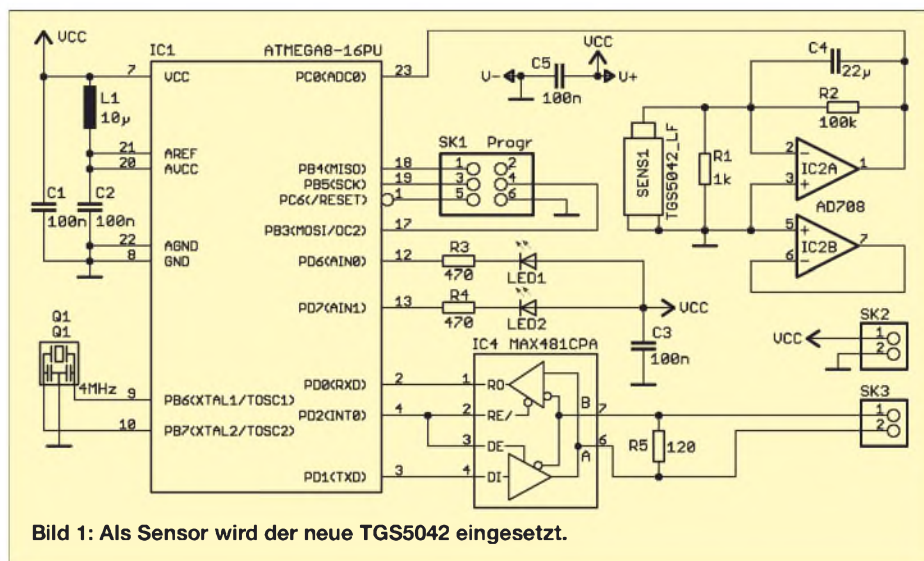 VCC
IC1
ATMEGA8-16PU
7
VCC
PC0(ADC0)
23
L1
10µ
21
AREF
20
AVCC
C1
100n
C2
100n
22
AGND
8
GND
Q1
Q1
4MHz
9
PB6(XTAL1/TOSC1)
10
PB7(XTAL2/TOSC2)
PB4(MISO)
18
PB5(SCK)
19
PC6(/RESET)
1
PB3(MOSI/OC2)
17
PD6(AIN0)
12
PD7(AIN1)
13
PD0(RXD)
2
PD2(INT0)
4
PD1(TXD)
3
SK1 Progr
1 2
3 4
5 6
R3
470
LED1
R4
470
LED2
VCC
C3
100n
U-
C5
100n
VCC
U+
SENS1
TGS5042_LF
R1
1k
C4
22µ
R2
100k
2
3
IC2A
1
AD708
5
6
IC2B
7
VCC
SK2
1
2
IC4 MAX481CPA
1 RO
2 RE/
3 DE
4 DI
B
7
A
6
R5
120
SK3
1
2
Bild 1: Als Sensor wird der neue TGS5042 eingesetzt.